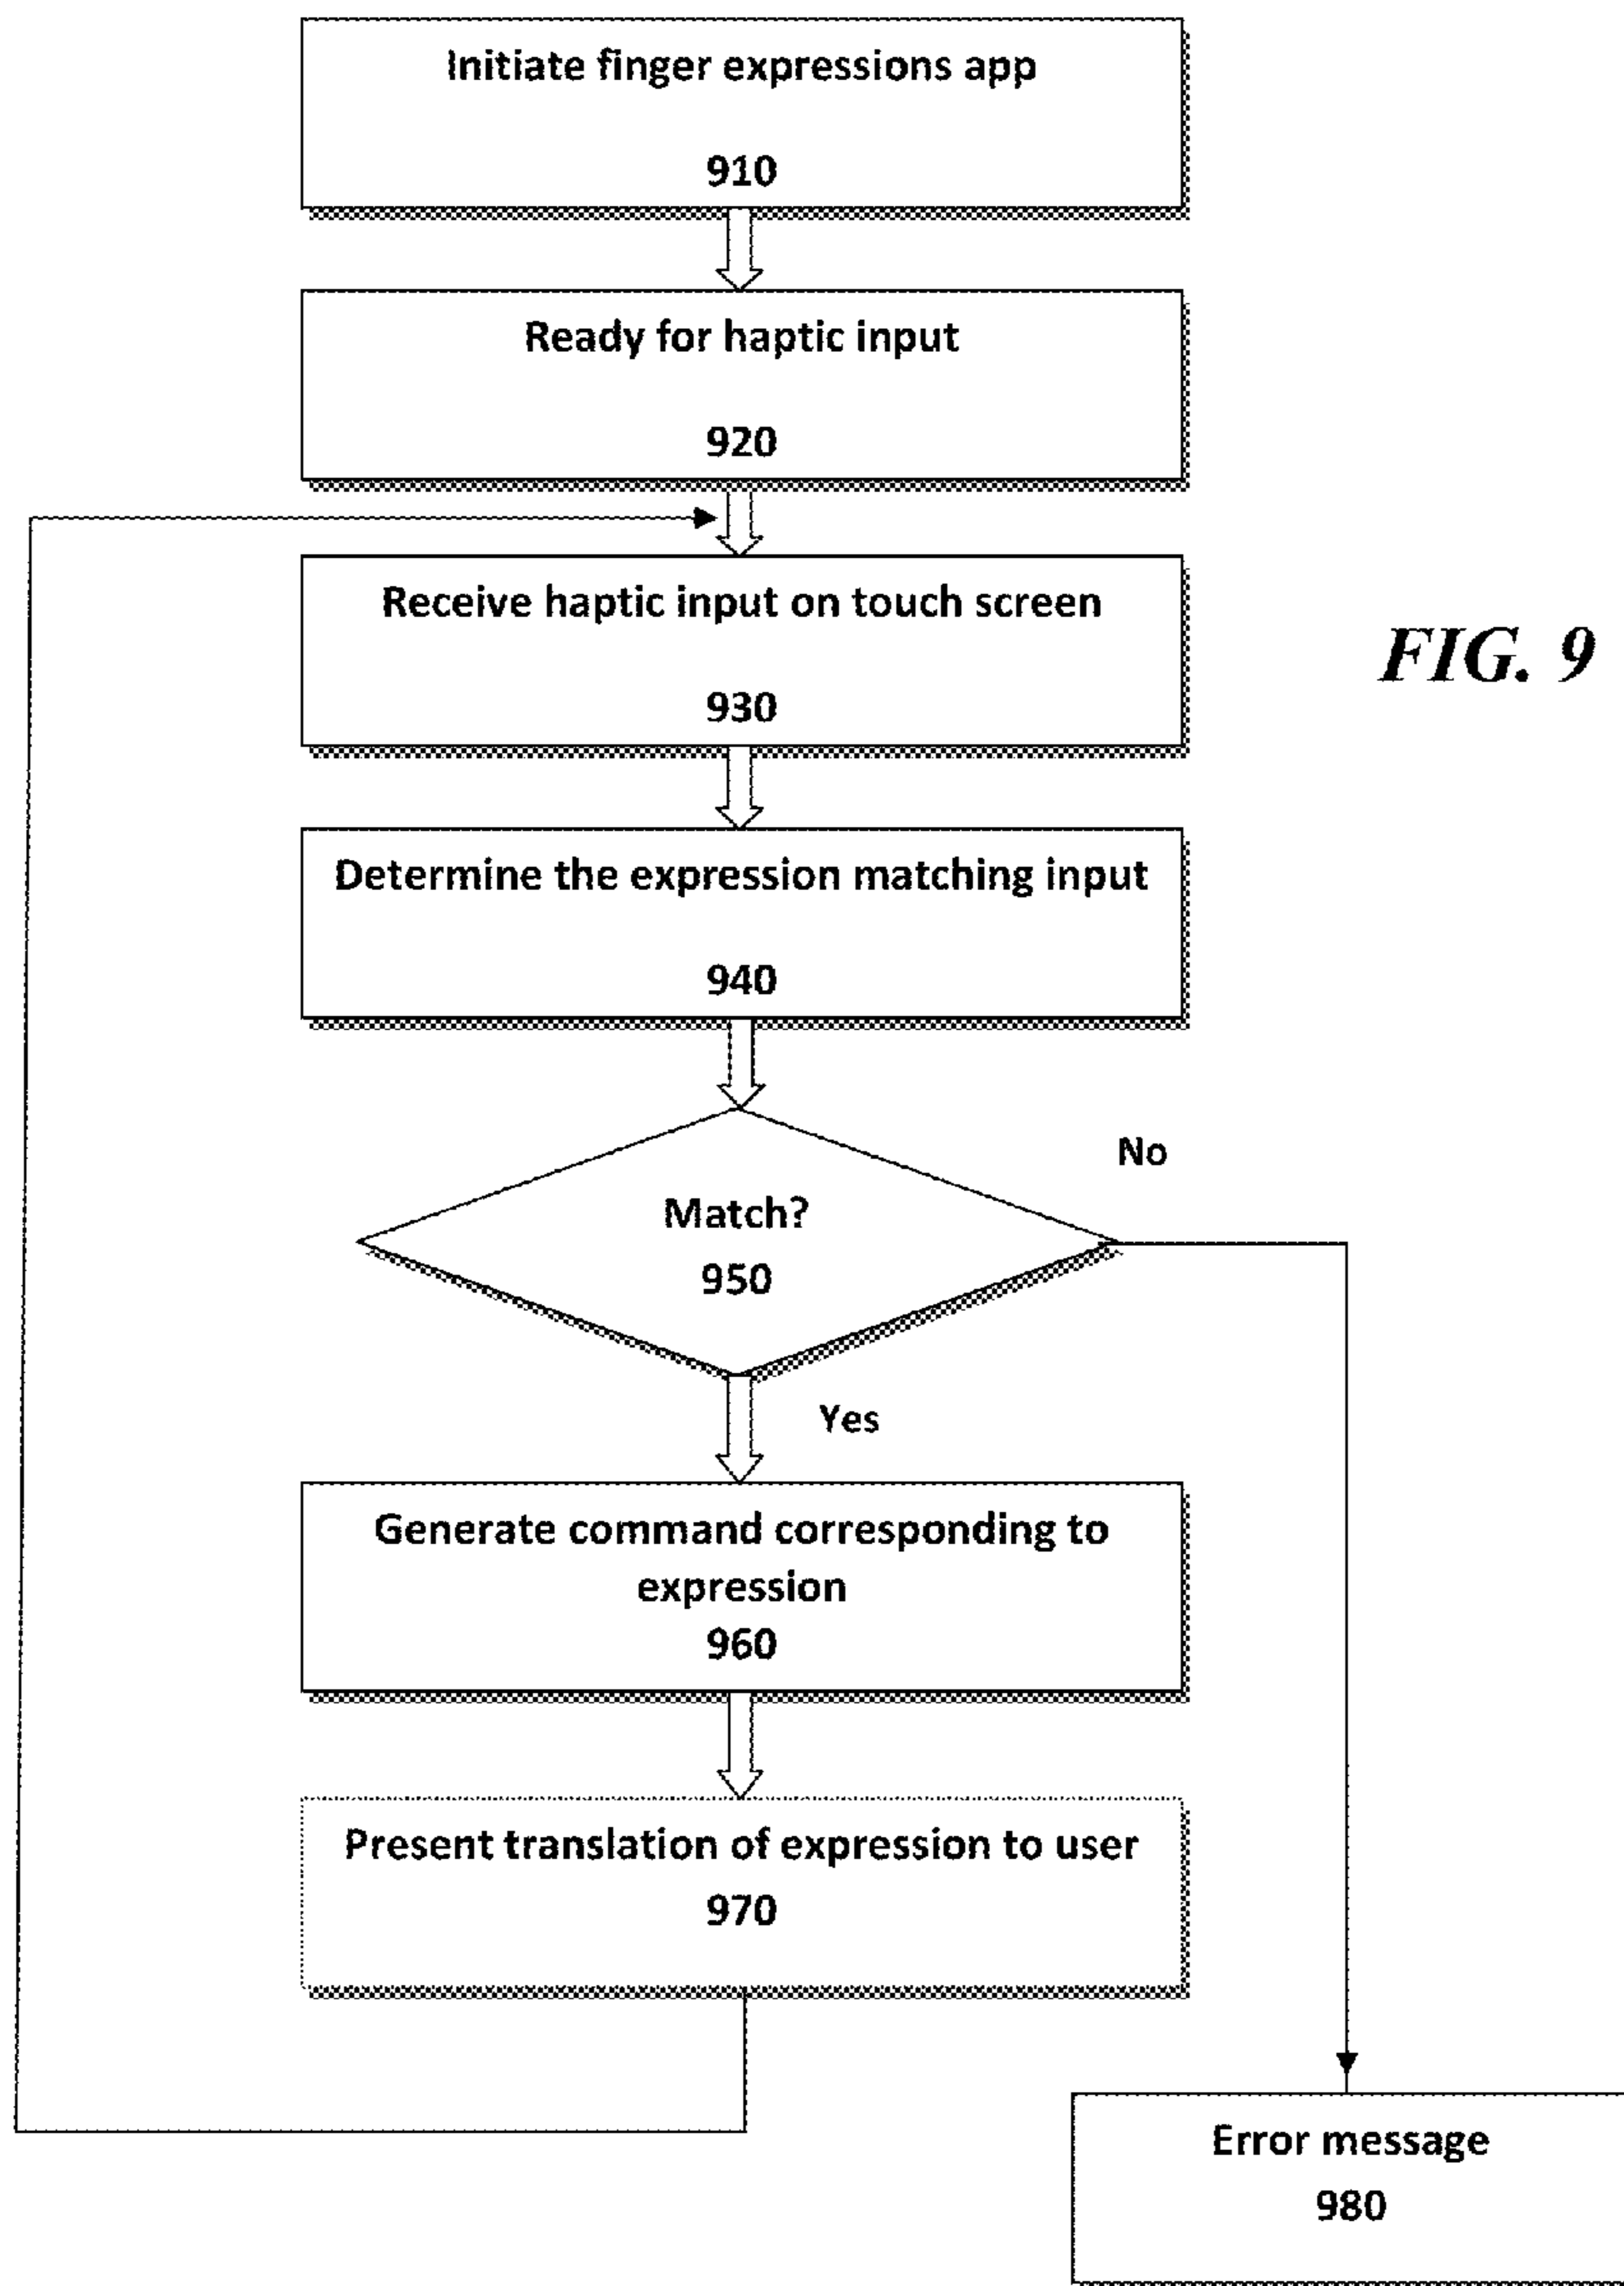 Initiate finger expressions app
910
Ready for haptic input
920
Receive haptic input on touch screen
930
FIG. 9
Determine the expression matching input
940
No
Match?
950
Yes
Generate command corresponding to
expression
960
Present translation of expression to user
970
Error message
980